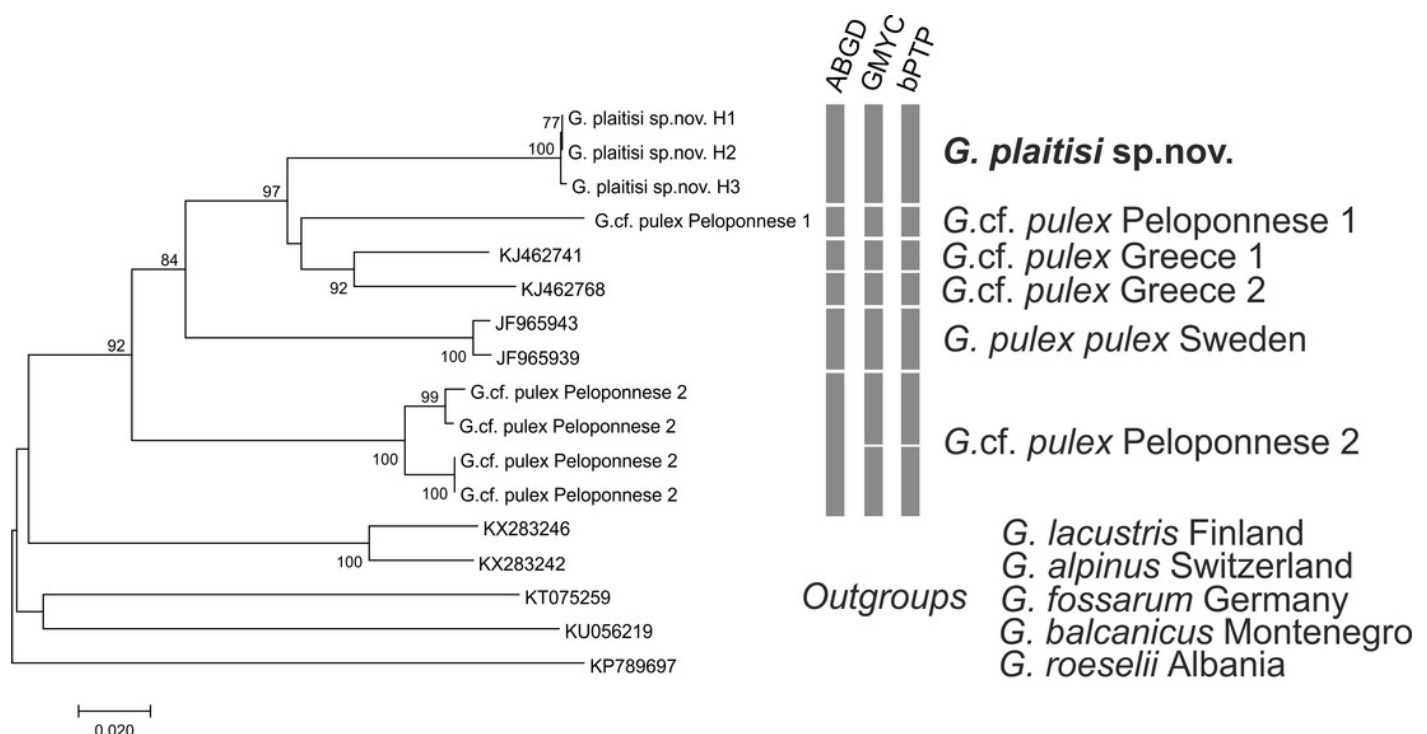 ABGD
GMYC
bPTP
77
G. plaitisi sp.nov. H1
100
G. plaitisi sp.nov. H2
G. plaitisi sp.nov. H3
G. plaitisi sp.nov.
97
G.cf. pulex Peloponnese 1
G.cf. pulex Peloponnese 1
KJ462741
G.cf. pulex Greece 1
84
92
KJ462768
G.cf. pulex Greece 2
JF965943
92
100
JF965939
G. pulex pulex Sweden
99
G.cf. pulex Peloponnese 2
G.cf. pulex Peloponnese 2
100
G.cf. pulex Peloponnese 2
100
G.cf. pulex Peloponnese 2
G.cf. pulex Peloponnese 2
KX283246
G. lacustris Finland
100
KX283242
G. alpinus Switzerland
Outgroups
KT075259
G. fossarum Germany
KU056219
G. balcanicus Montenegro
KP789697
G. roeselii Albania
0.020